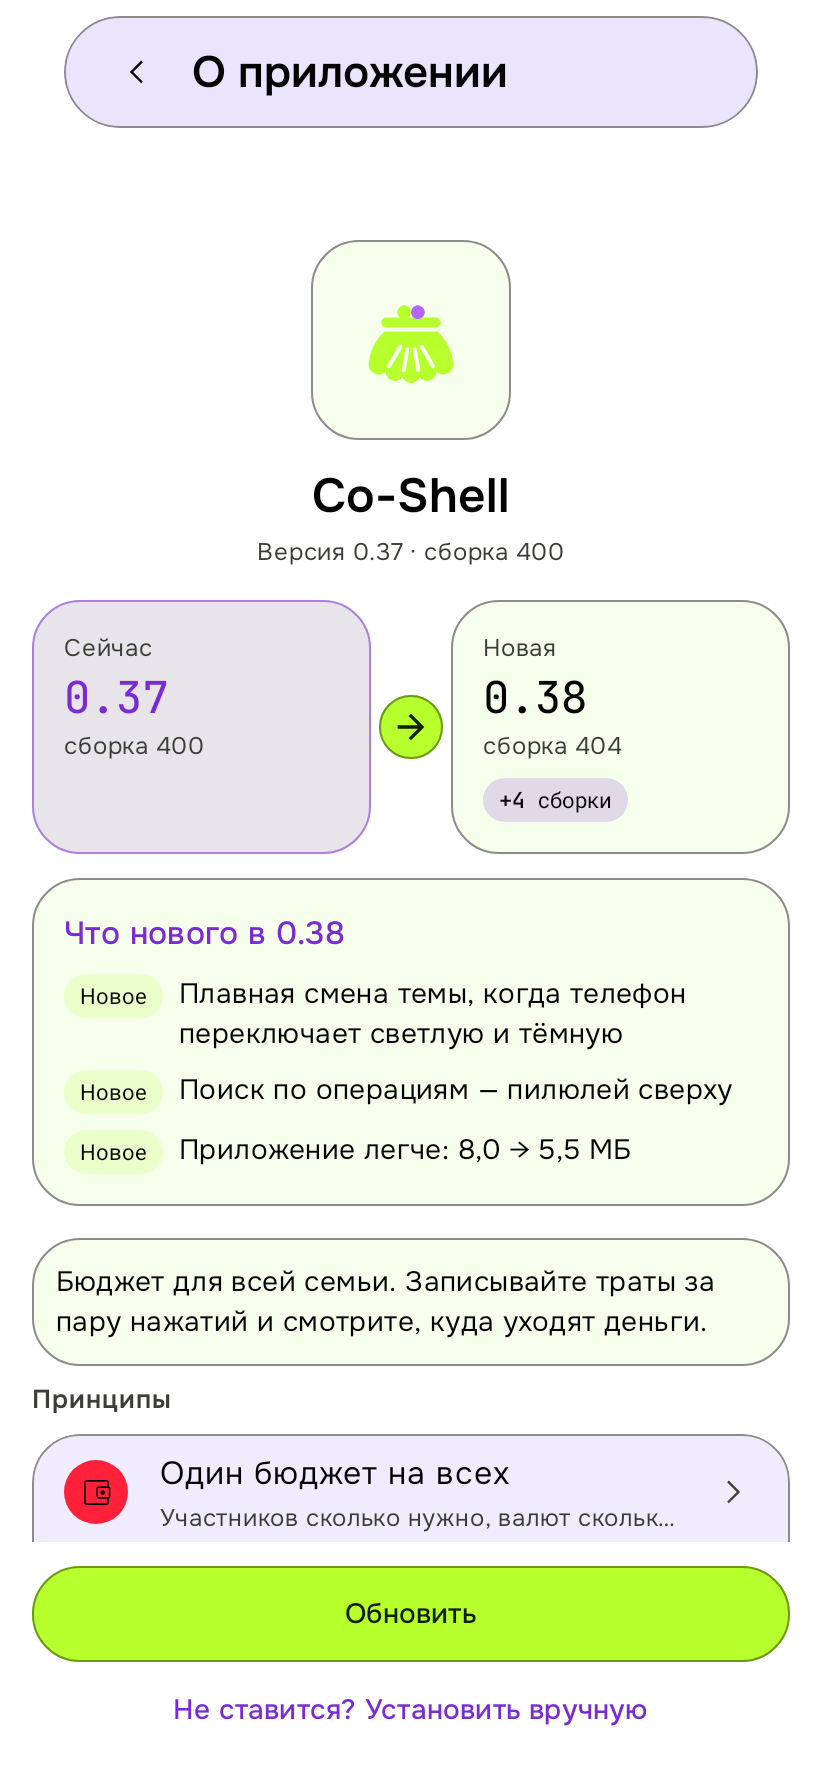 О приложении
Co-Shell
Версия 0.37 · сборка 400
Сейчас
0.37
сборка 400
Новая
0.38
сборка 404
+4 сборки
Что нового в 0.38
Новое Плавная смена темы, когда телефон
переключает светлую и тёмную
Новое Поиск по операциям — пилюлей сверху
Новое Приложение легче: 8,0 → 5,5 МБ
Бюджет для всей семьи. Записывайте траты за
пару нажатий и смотрите, куда уходят деньги.
Принципы
Один бюджет на всех
Участников сколько нужно, валют скольк...
Обновить
Не ставится? Установить вручную